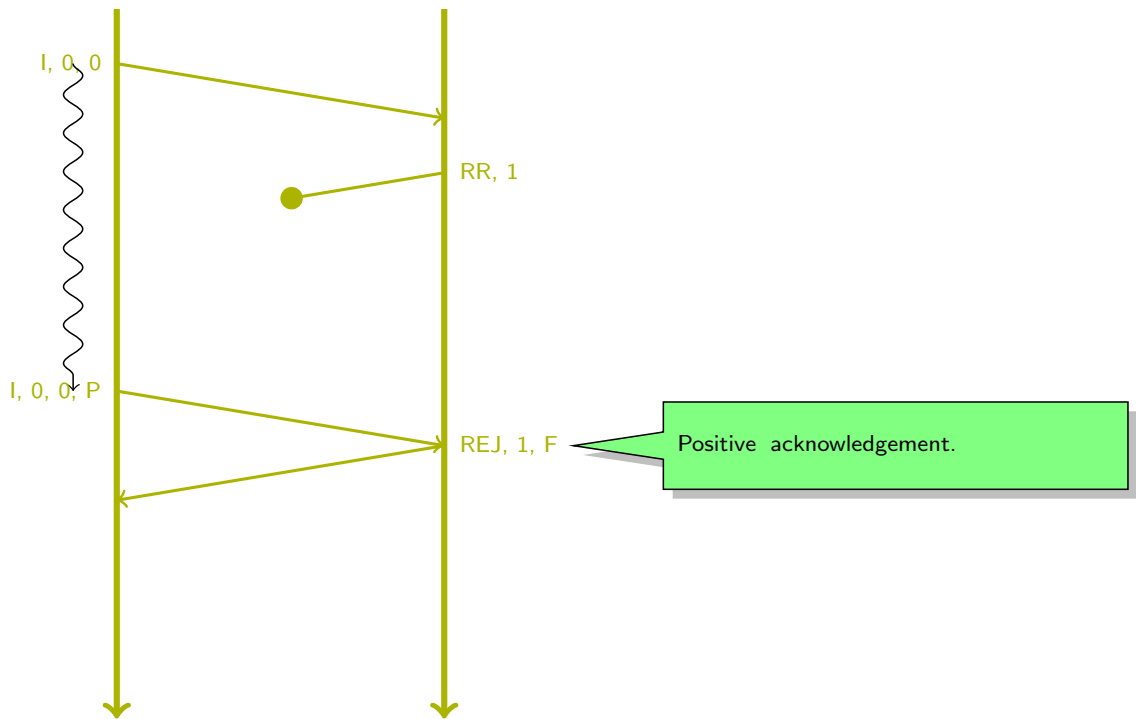 I, 0, 0
RR, 1
I, 0, 0, P
REJ, 1, F
Positive acknowledgement.